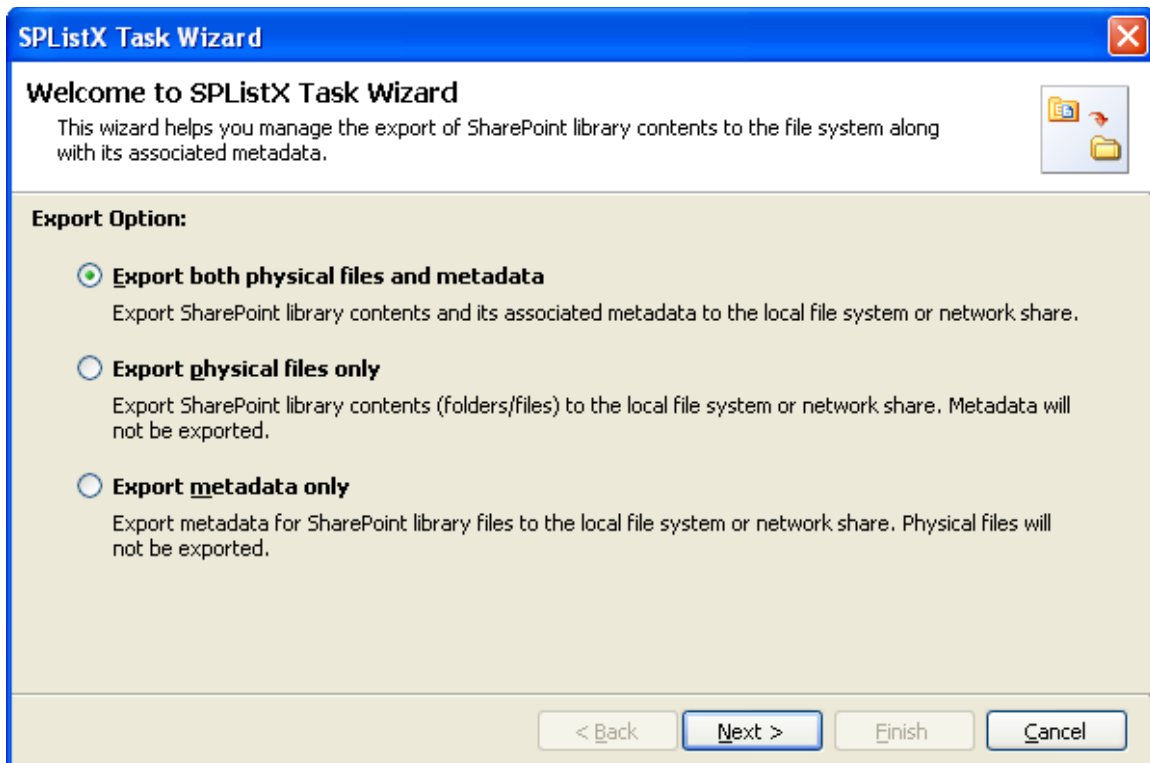 SPListX Task Wizard
Welcome to SPListX Task Wizard
This wizard helps you manage the export of SharePoint library contents to the file system along
with its associated metadata.
Export Option:
Export both physical files and metadata
Export SharePoint library contents and its associated metadata to the local file system or network share.
Export physical files only
Export SharePoint library contents (folders/files) to the local file system or network share. Metadata will
not be exported.
Export metadata only
Export metadata for SharePoint library files to the local file system or network share. Physical files will
not be exported.
< Back Next > Finish Cancel